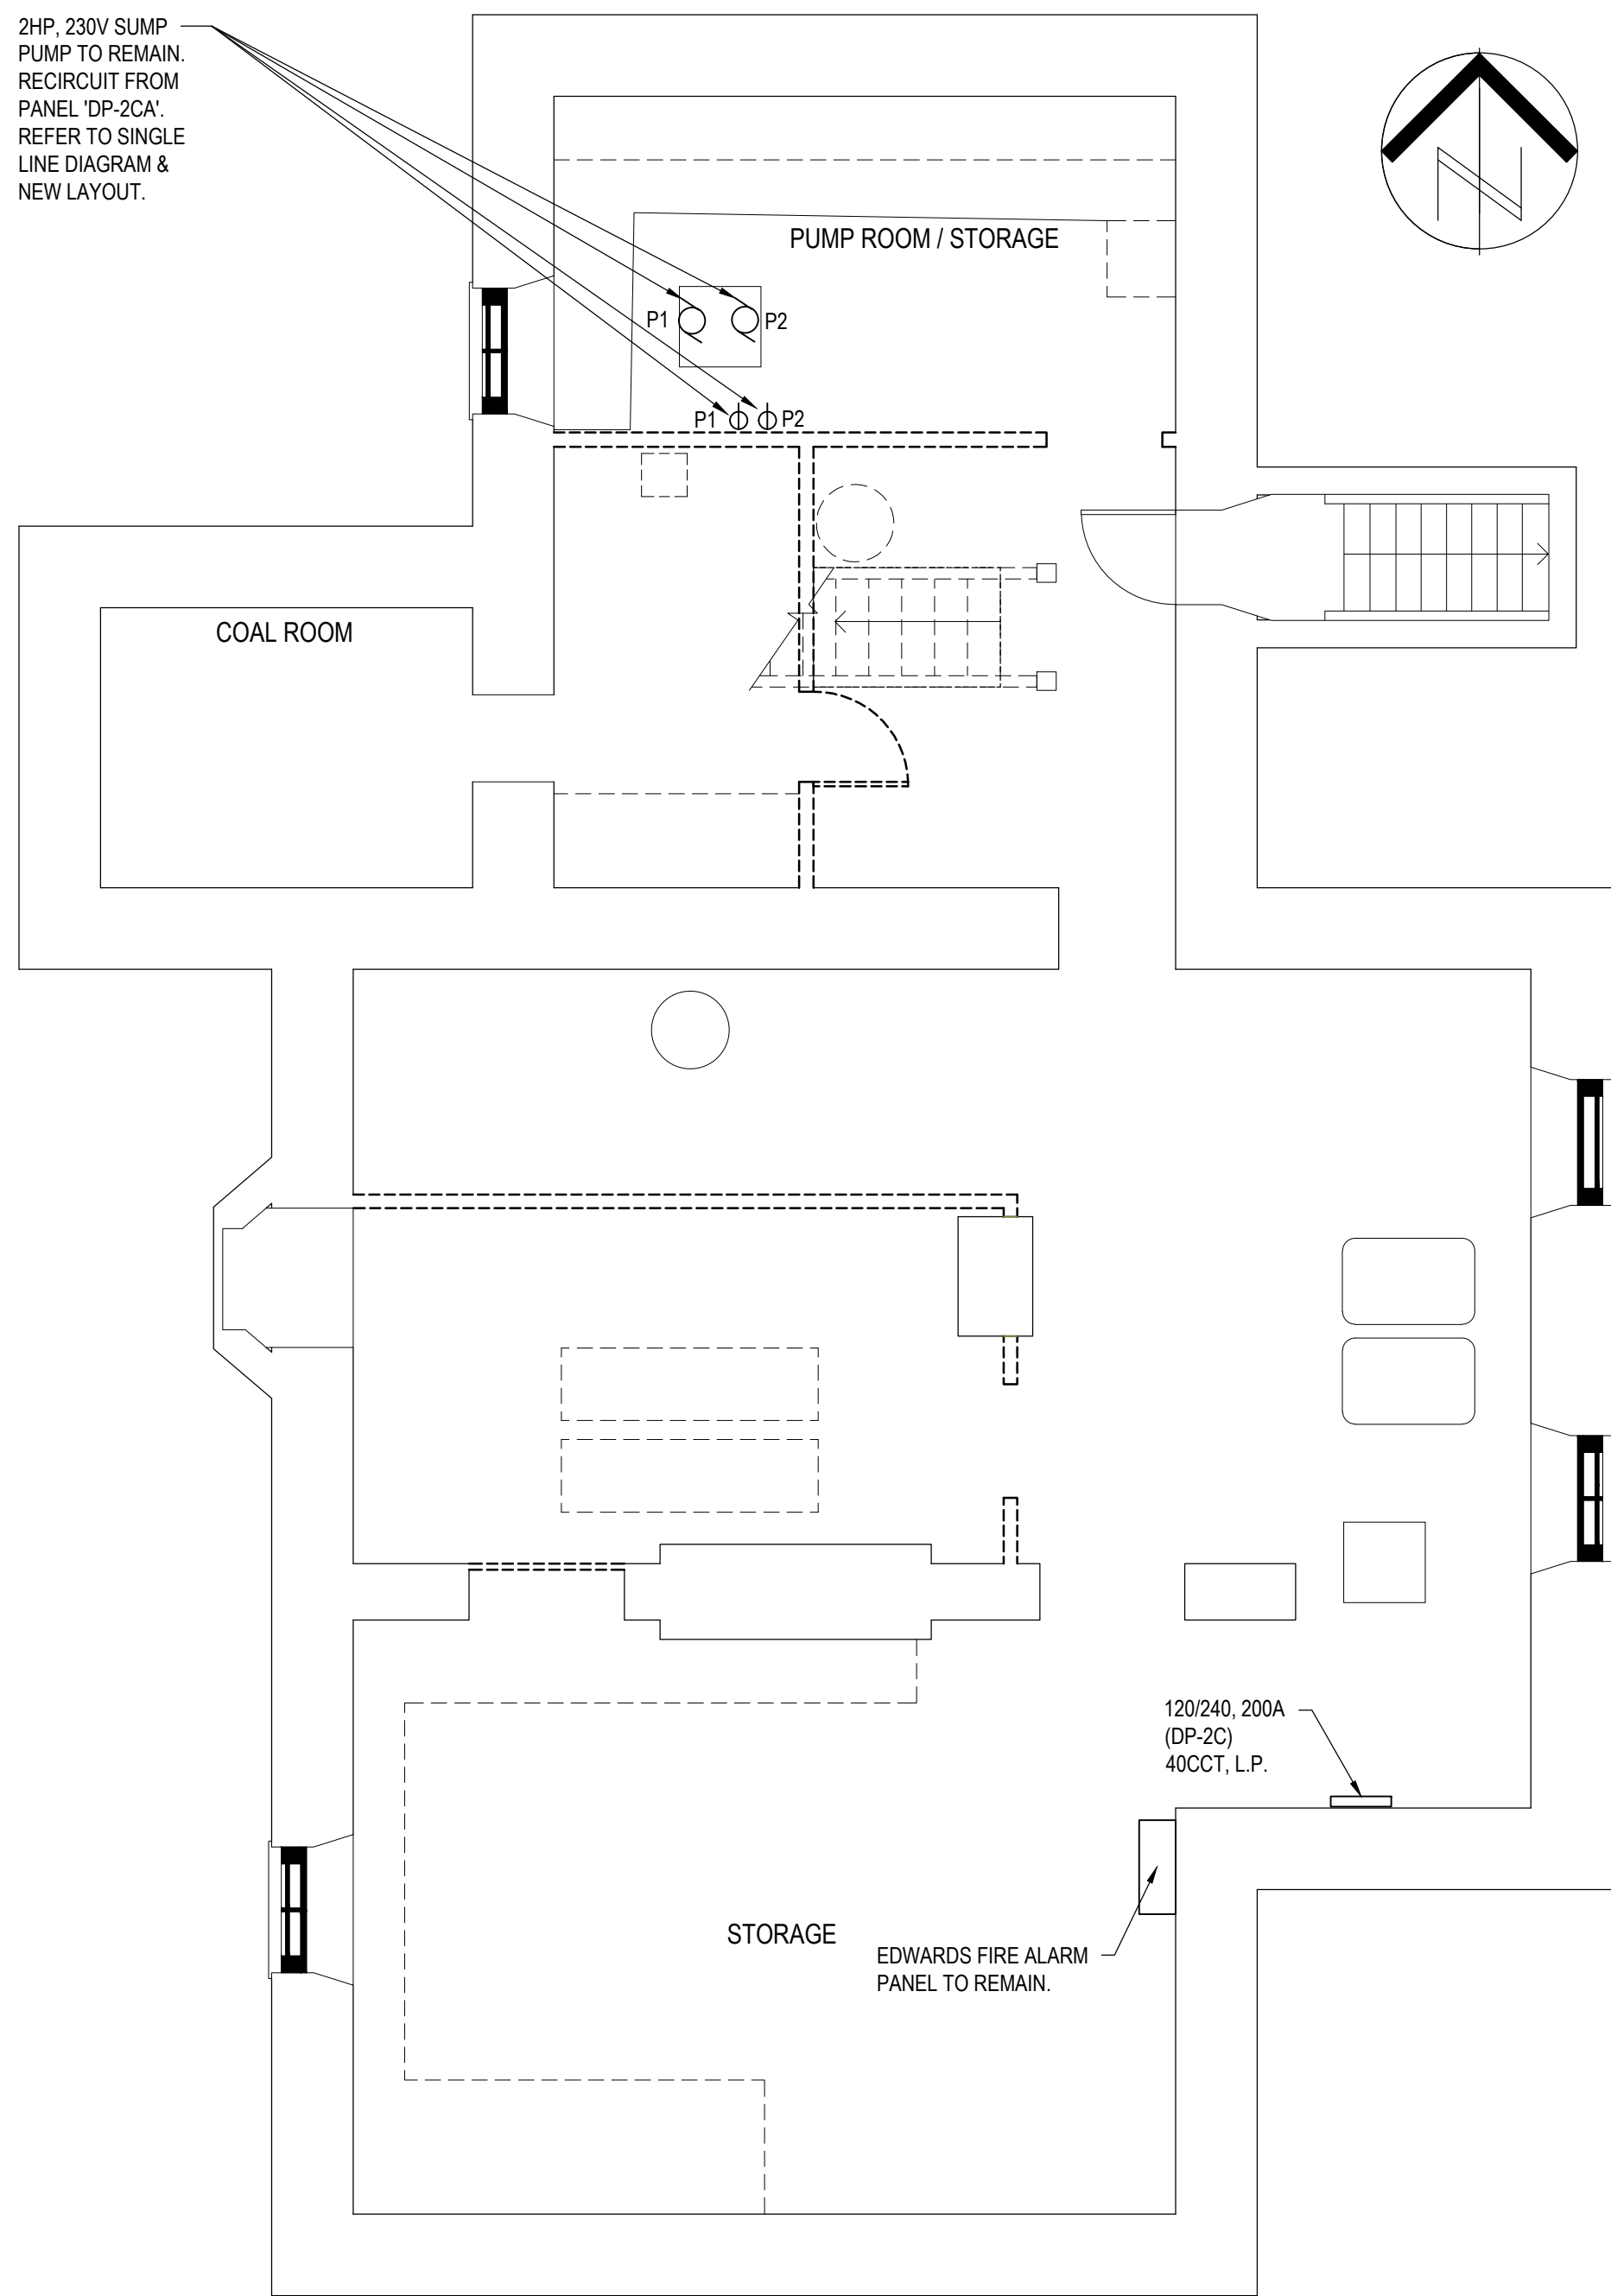 2HP, 230V SUMP
PUMP TO REMAIN.
RECIRCUIT FROM
PANEL 'DP-2CA'.
REFER TO SINGLE
LINE DIAGRAM &
NEW LAYOUT.
N
PUMP ROOM / STORAGE
P1
P2
P1
P2
COAL ROOM
120/240, 200A
(DP-2C)
40CCT, L.P.
STORAGE
EDWARDS FIRE ALARM
PANEL TO REMAIN.